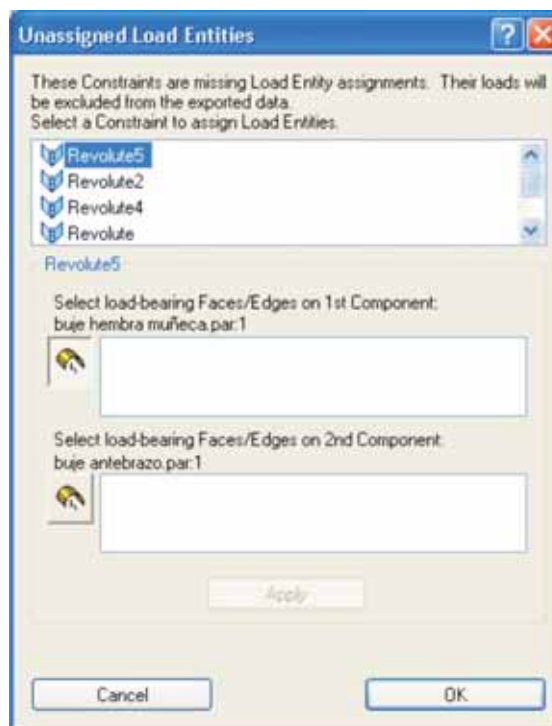 Unassigned Load Entities
These Constraints are missing Load Entity assignments. Their loads will
be excluded from the exported data.
Select a Constraint to assign Load Entities.
Revolute5
Revolute2
Revolute4
Revolute
Revolute5
Select load-bearing Faces/Edges on 1st Component:
buje hembra muñeca.par:1
Select load-bearing Faces/Edges on 2nd Component:
buje antebrazo.par:1
Apply
Cancel
OK